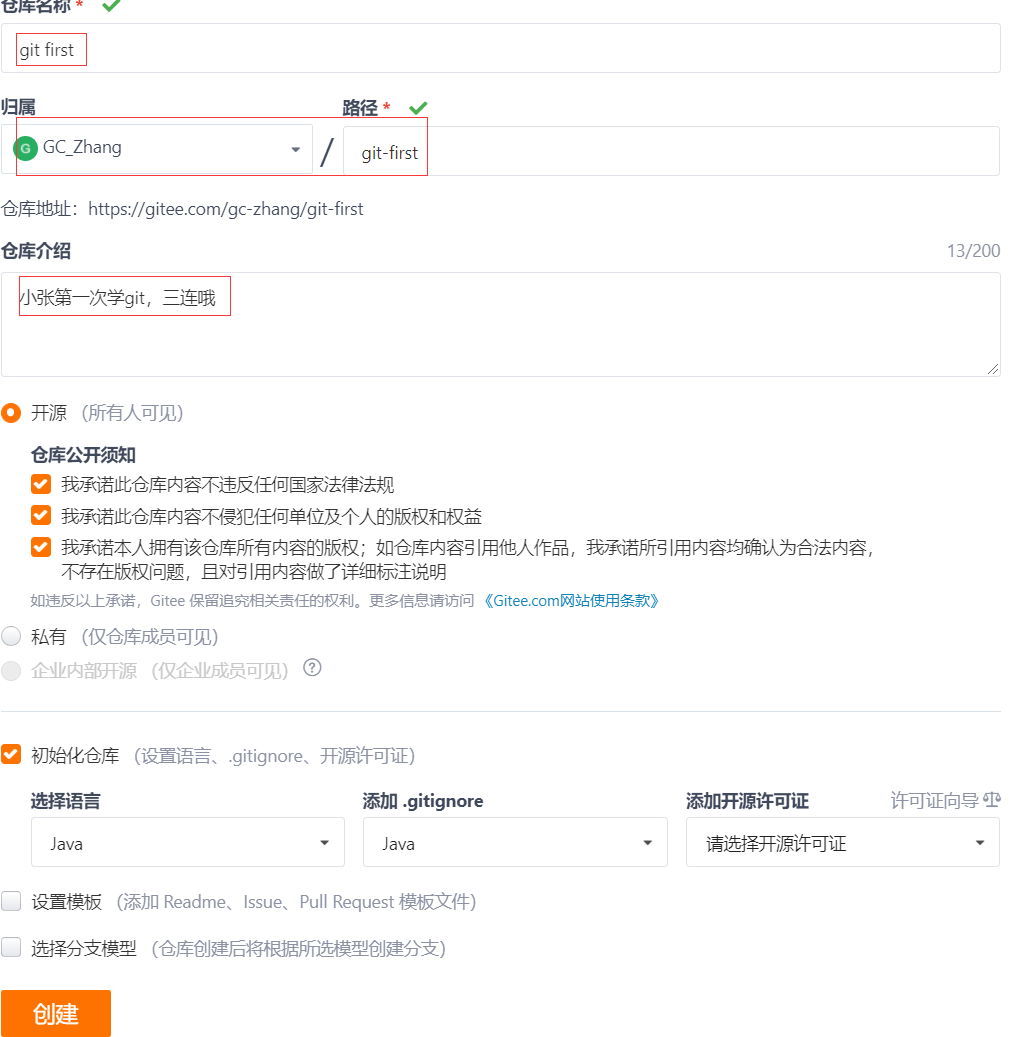 仓库名称 *
git first
归属 路径 *
G GC_Zhang / git-first
仓库地址：https://gitee.com/gc-zhang/git-first
仓库介绍 13/200
小张第一次学git，三连哦
开源 （所有人可见）
仓库公开须知
我承诺此仓库内容不违反任何国家法律法规
我承诺此仓库内容不侵犯任何单位及个人的版权和权益
我承诺本人拥有该仓库所有内容的版权；如仓库内容引用他人作品，我承诺所引用内容均确认为合法内容，
不存在版权问题，且对引用内容做了详细标注说明
如违反以上承诺，Gitee 保留追究相关责任的权利。更多信息请访问 《Gitee.com网站使用条款》
私有 （仅仓库成员可见）
企业内部开源 （仅企业成员可见） ?
初始化仓库 （设置语言、.gitignore、开源许可证）
选择语言 添加 .gitignore 添加开源许可证 许可证向导
Java Java 请选择开源许可证
设置模板 （添加 Readme、Issue、Pull Request 模板文件）
选择分支模型 （仓库创建后将根据所选模型创建分支）
创建